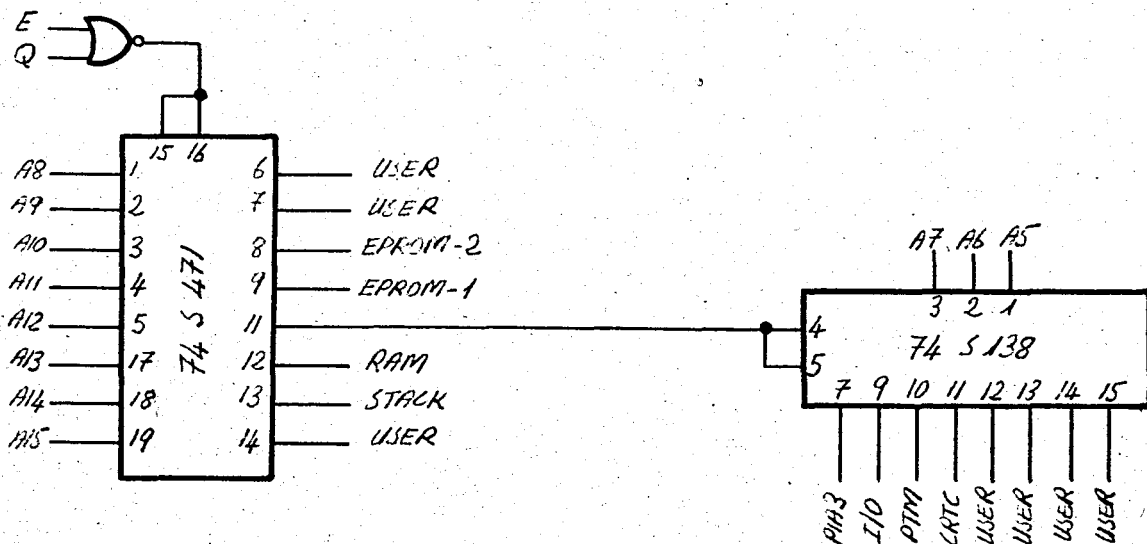 E
Q
15 16
A8 1 6 USER
A9 2 7 USER
A10 3 8 EPROM-2
A11 4 9 EPROM-1
A12 5 11
A13 17 12 RAM
A14 18 13 STACK
A15 19 14 USER
74 S 471
A7 A6 A5
3 2 1
4
74 S 138
5
7 9 10 11 12 13 14 15
PIA3
I/O
PTM
CRTC
USER
USER
USER
USER